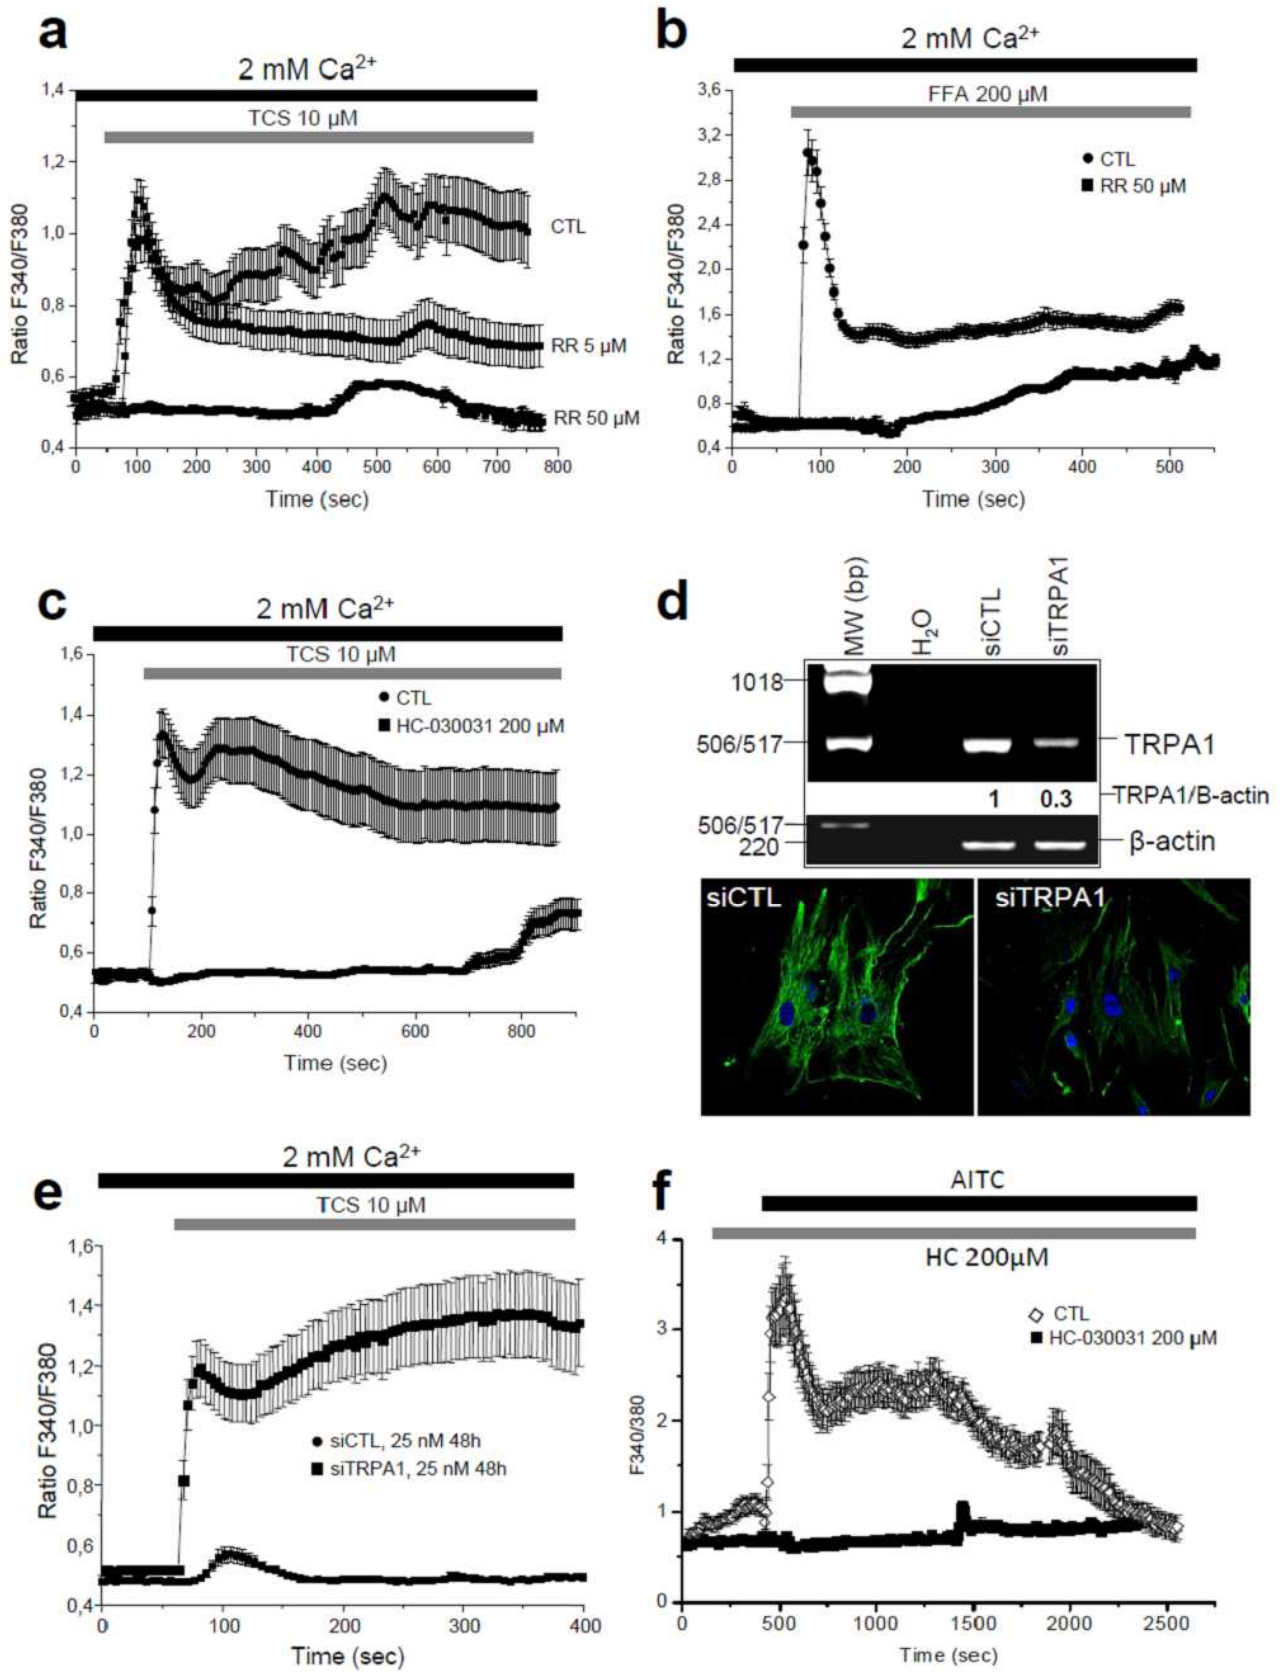 a
2 mM Ca²⁺
TCS 10 µM
1,4
1,2
1,0
0,8
0,6
0,4
Ratio F340/F380
CTL
RR 5 µM
RR 50 µM
0 100 200 300 400 500 600 700 800
Time (sec)
b
2 mM Ca²⁺
FFA 200 µM
3,6
3,2
2,8
2,4
2,0
1,6
1,2
0,8
0,4
Ratio F340/F380
CTL
RR 50 µM
0 100 200 300 400 500
Time (sec)
c
2 mM Ca²⁺
TCS 10 µM
1,6
1,4
1,2
1,0
0,8
0,6
0,4
Ratio F340/F380
CTL
HC-030031 200 µM
0 200 400 600 800
Time (sec)
d
MW (bp)
H₂O
siCTL
siTRPA1
1018
506/517
TRPA1
1 0.3 TRPA1/B-actin
506/517
220
β-actin
siCTL siTRPA1
e
2 mM Ca²⁺
TCS 10 µM
1,6
1,4
1,2
1,0
0,8
0,6
0,4
Ratio F340/F380
siCTL, 25 nM 48h
siTRPA1, 25 nM 48h
0 100 200 300 400
Time (sec)
f
AITC
HC 200µM
4
3
2
1
0
F340/380
CTL
HC-030031 200 µM
0 500 1000 1500 2000 2500
Time (sec)